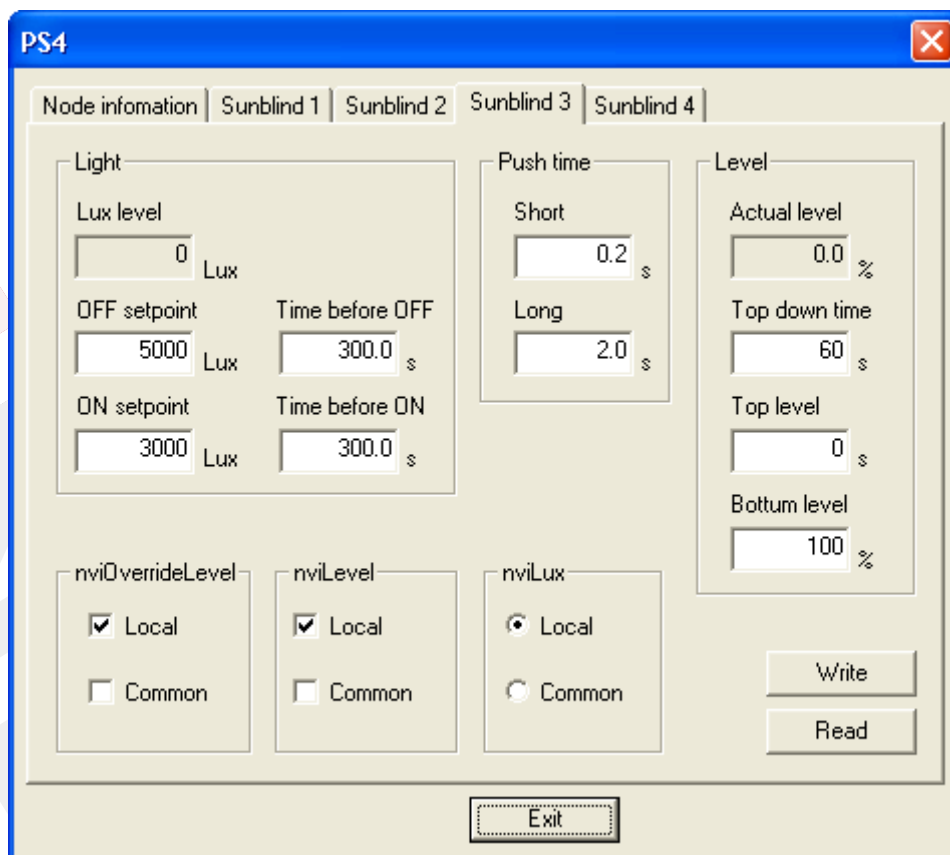 PS4
Node infomation Sunblind 1 Sunblind 2 Sunblind 3 Sunblind 4
Light
Lux level
0 Lux
OFF setpoint Time before OFF
5000 Lux 300.0 s
ON setpoint Time before ON
3000 Lux 300.0 s
Push time
Short
0.2 s
Long
2.0 s
Level
Actual level
0.0 %
Top down time
60 s
Top level
0 s
Bottum level
100 %
nviOverrideLevel
Local
Common
nviLevel
Local
Common
nviLux
Local
Common
Write
Read
Exit